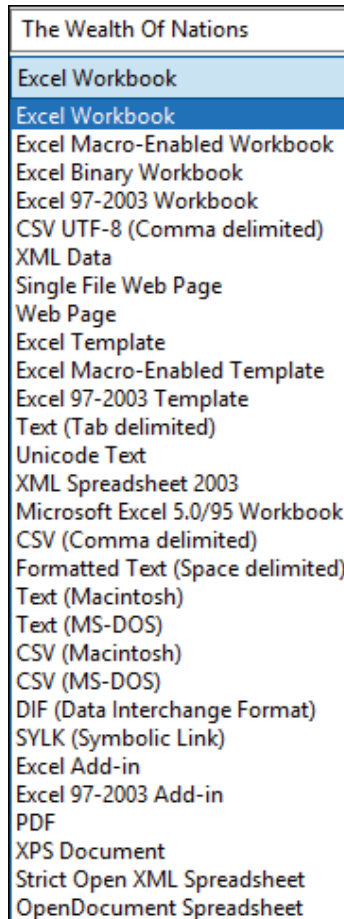 The Wealth Of Nations
Excel Workbook
Excel Workbook
Excel Macro-Enabled Workbook
Excel Binary Workbook
Excel 97-2003 Workbook
CSV UTF-8 (Comma delimited)
XML Data
Single File Web Page
Web Page
Excel Template
Excel Macro-Enabled Template
Excel 97-2003 Template
Text (Tab delimited)
Unicode Text
XML Spreadsheet 2003
Microsoft Excel 5.0/95 Workbook
CSV (Comma delimited)
Formatted Text (Space delimited)
Text (Macintosh)
Text (MS-DOS)
CSV (Macintosh)
CSV (MS-DOS)
DIF (Data Interchange Format)
SYLK (Symbolic Link)
Excel Add-in
Excel 97-2003 Add-in
PDF
XPS Document
Strict Open XML Spreadsheet
OpenDocument Spreadsheet